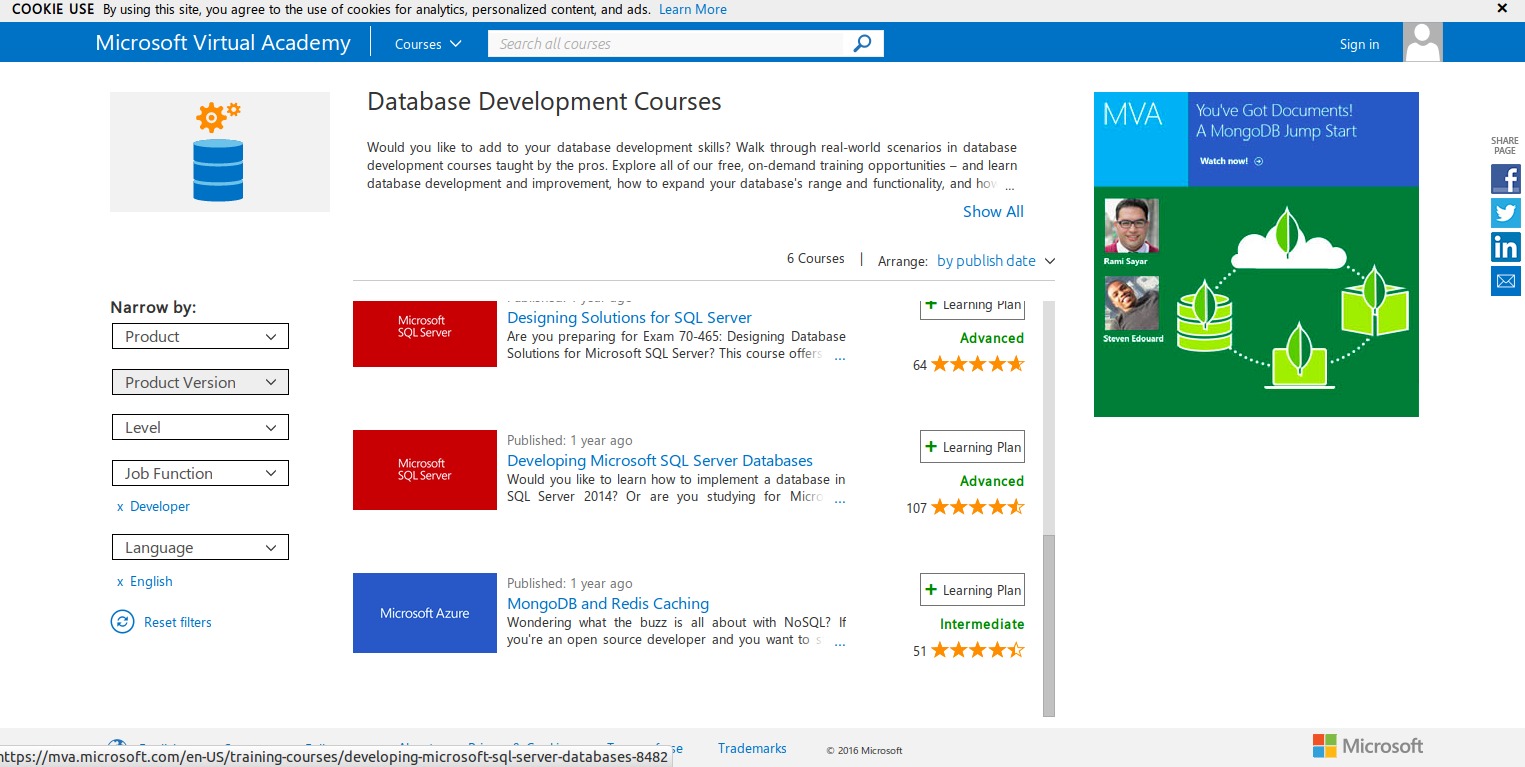 COOKIE USE By using this site, you agree to the use of cookies for analytics, personalized content, and ads. Learn More
Microsoft Virtual Academy
Courses
Search all courses
Sign in
Database Development Courses
Would you like to add to your database development skills? Walk through real-world scenarios in database
development courses taught by the pros. Explore all of our free, on-demand training opportunities – and learn
database development and improvement, how to expand your database's range and functionality, and how ...
Show All
6 Courses | Arrange: by publish date
Narrow by:
Product
Product Version
Level
Job Function
x Developer
Language
x English
Reset filters
Microsoft
SQL Server
Published: 1 year ago
Designing Solutions for SQL Server
Are you preparing for Exam 70-465: Designing Database
Solutions for Microsoft SQL Server? This course offers ...
+ Learning Plan
Advanced
64
Microsoft
SQL Server
Published: 1 year ago
Developing Microsoft SQL Server Databases
Would you like to learn how to implement a database in
SQL Server 2014? Or are you studying for Micro ...
+ Learning Plan
Advanced
107
Microsoft Azure
Published: 1 year ago
MongoDB and Redis Caching
Wondering what the buzz is all about with NoSQL? If
you're an open source developer and you want to s ...
+ Learning Plan
Intermediate
51
MVA
You've Got Documents!
A MongoDB Jump Start
Watch now!
Rami Sayar
Steven Edouard
SHARE
PAGE
Trademarks
© 2016 Microsoft
Microsoft
https://mva.microsoft.com/en-US/training-courses/developing-microsoft-sql-server-databases-8482